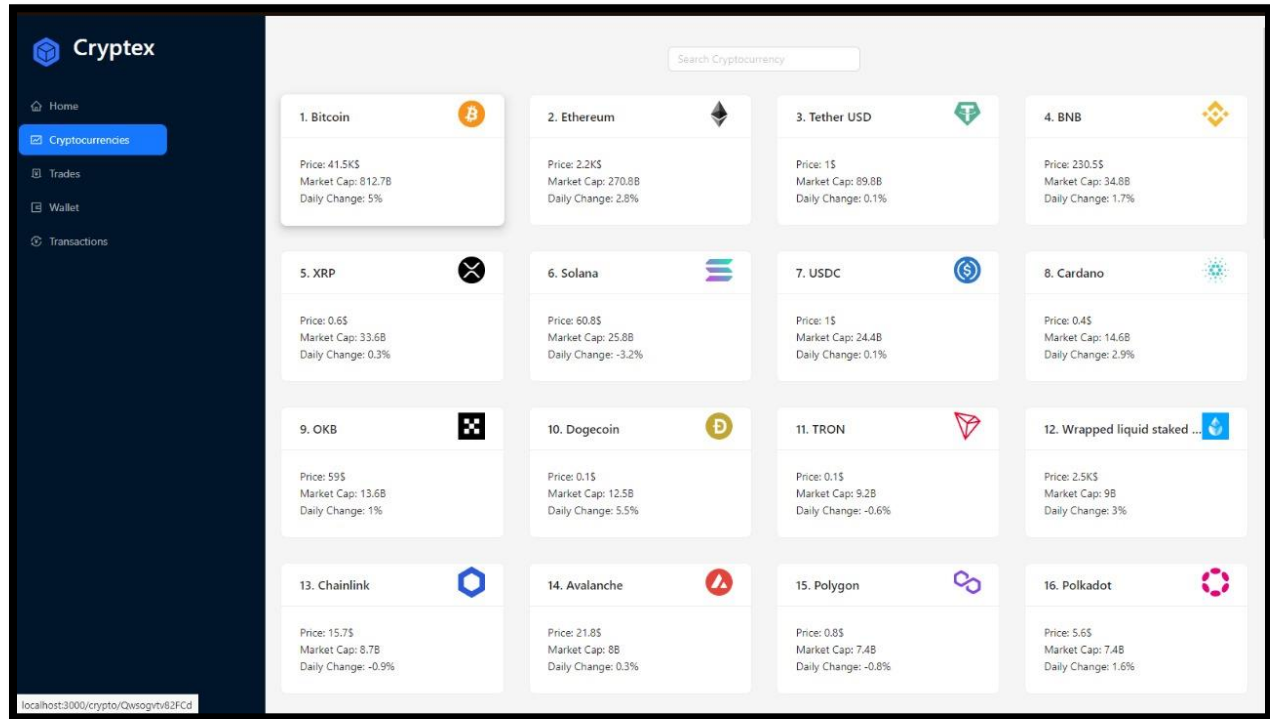 Cryptex
Home
Cryptocurrencies
Trades
Wallet
Transactions
Search Cryptocurrency
1. Bitcoin
Price: 41.5K$
Market Cap: 812.7B
Daily Change: 5%
2. Ethereum
Price: 2.2K$
Market Cap: 270.8B
Daily Change: 2.8%
3. Tether USD
Price: 1$
Market Cap: 89.8B
Daily Change: 0.1%
4. BNB
Price: 230.5$
Market Cap: 34.8B
Daily Change: 1.7%
5. XRP
Price: 0.6$
Market Cap: 33.6B
Daily Change: 0.3%
6. Solana
Price: 60.8$
Market Cap: 25.8B
Daily Change: -3.2%
7. USDC
Price: 1$
Market Cap: 24.4B
Daily Change: 0.1%
8. Cardano
Price: 0.4$
Market Cap: 14.6B
Daily Change: 2.9%
9. OKB
Price: 59$
Market Cap: 13.6B
Daily Change: 1%
10. Dogecoin
Price: 0.1$
Market Cap: 12.5B
Daily Change: 5.5%
11. TRON
Price: 0.1$
Market Cap: 9.2B
Daily Change: -0.6%
12. Wrapped liquid staked ...
Price: 2.5K$
Market Cap: 9B
Daily Change: 3%
13. Chainlink
Price: 15.7$
Market Cap: 8.7B
Daily Change: -0.9%
14. Avalanche
Price: 21.8$
Market Cap: 8B
Daily Change: 0.3%
15. Polygon
Price: 0.8$
Market Cap: 7.4B
Daily Change: -0.8%
16. Polkadot
Price: 5.6$
Market Cap: 7.4B
Daily Change: 1.6%
localhost:3000/crypto/Qwsogvtv82FCd